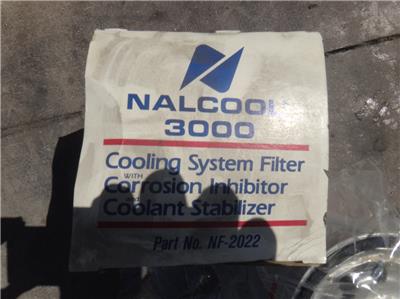 NALCOOL
3000
Cooling System Filter
WITH
Corrosion Inhibitor
and
Coolant Stabilizer
Part No. NF-2022